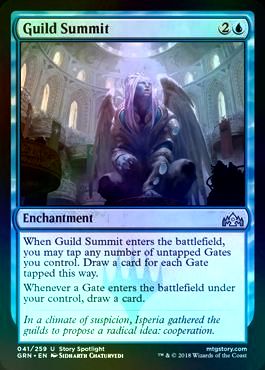 Guild Summit 2
Enchantment
When Guild Summit enters the battlefield,
you may tap any number of untapped Gates
you control. Draw a card for each Gate
tapped this way.
Whenever a Gate enters the battlefield under
your control, draw a card.
In a climate of suspicion, Isperia gathered the
guilds to propose a radical idea: cooperation.
041/259 U Story Spotlight mtgstory.com
GRN • EN Sidharth Chaturvedi ™ & © 2018 Wizards of the Coast